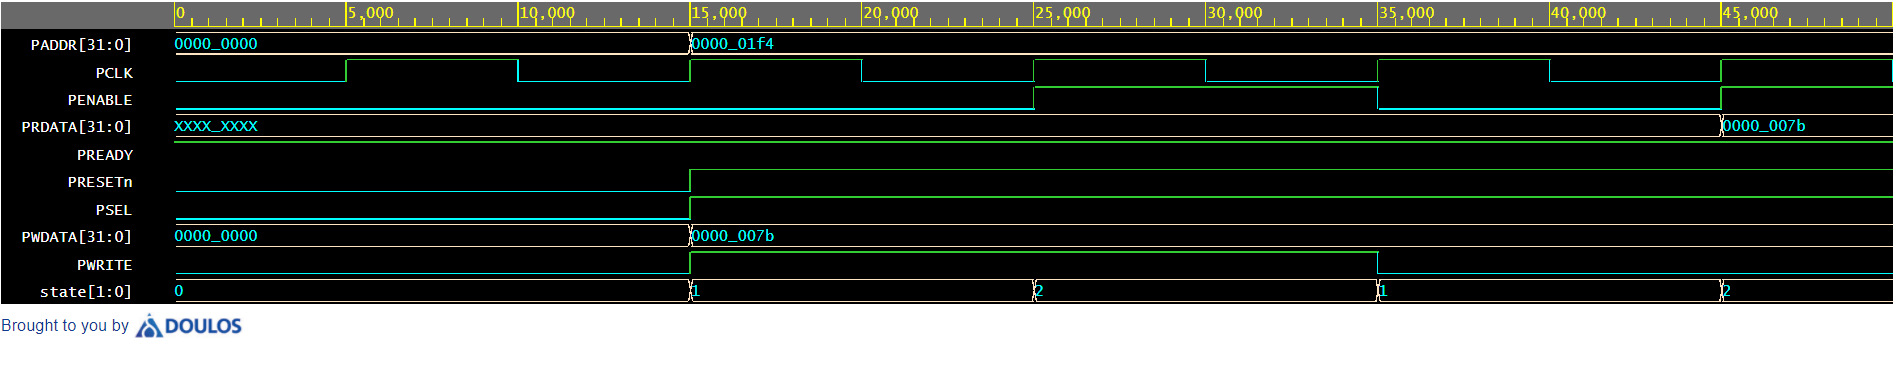 0 5,000 10,000 15,000 20,000 25,000 30,000 35,000 40,000 45,000
PADDR[31:0] 0000_0000 0000_01f4
PCLK
PENABLE
PRDATA[31:0] XXXX_XXXX 0000_007b
PREADY
PRESETn
PSEL
PWDATA[31:0] 0000_0000 0000_007b
PWRITE
state[1:0] 0 1 2 1 2
Brought to you by DOULOS